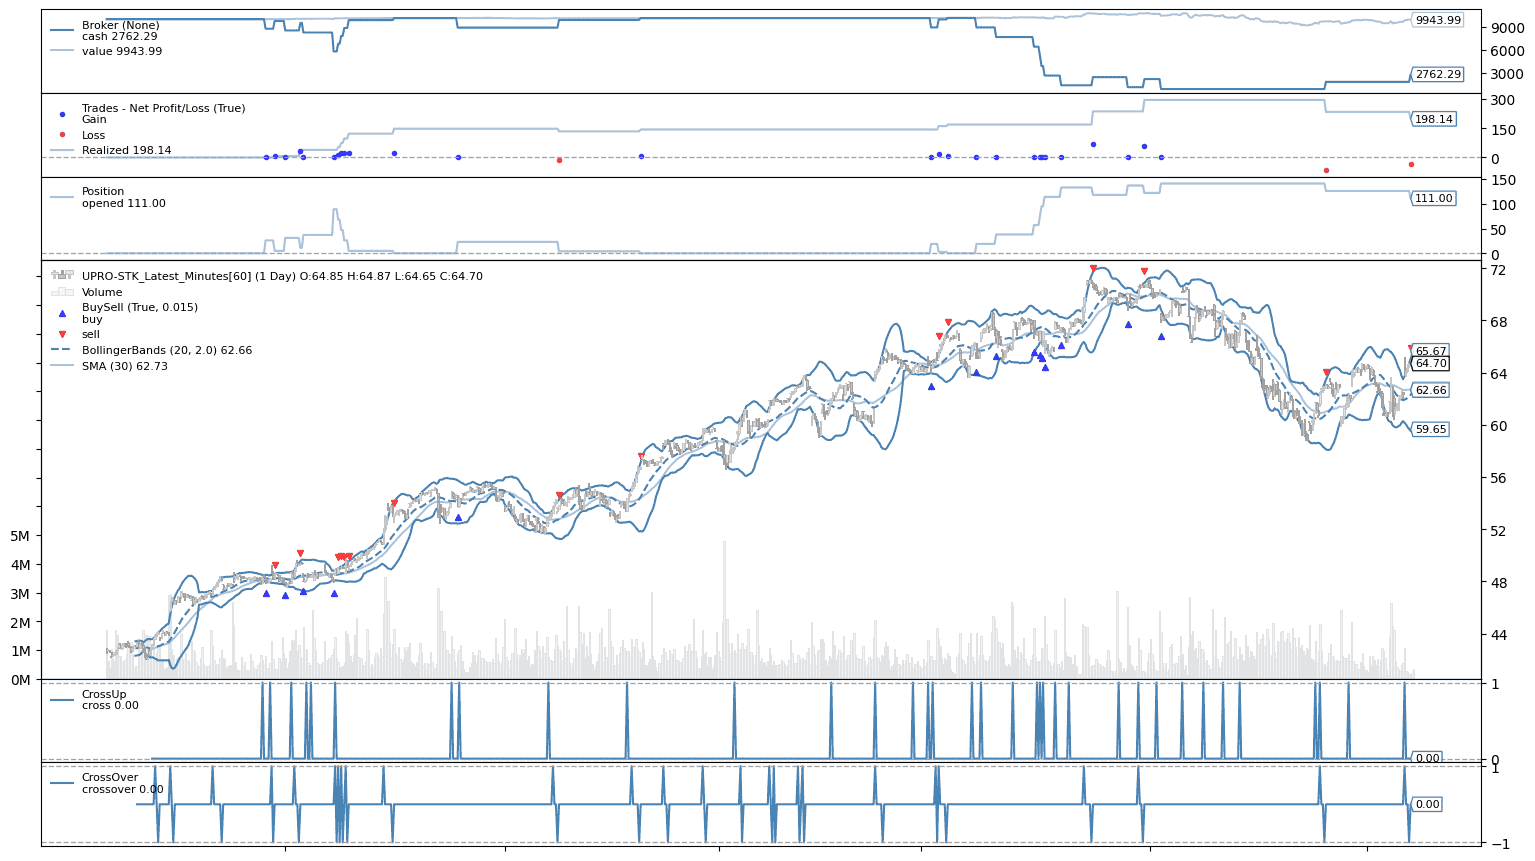 Broker (None)
cash 2762.29
value 9943.99
9943.99
2762.29
9000
6000
3000
Trades - Net Profit/Loss (True)
Gain
Loss
Realized 198.14
198.14
300
150
0
Position
opened 111.00
111.00
150
100
50
0
UPRO-STK_Latest_Minutes[60] (1 Day) O:64.85 H:64.87 L:64.65 C:64.70
Volume
BuySell (True, 0.015)
buy
sell
BollingerBands (20, 2.0) 62.66
SMA (30) 62.73
65.67
64.70
62.66
59.65
72
68
64
60
56
52
48
44
5M
4M
3M
2M
1M
0M
CrossUp
cross 0.00
0.00
1
0
CrossOver
crossover 0.00
0.00
1
−1